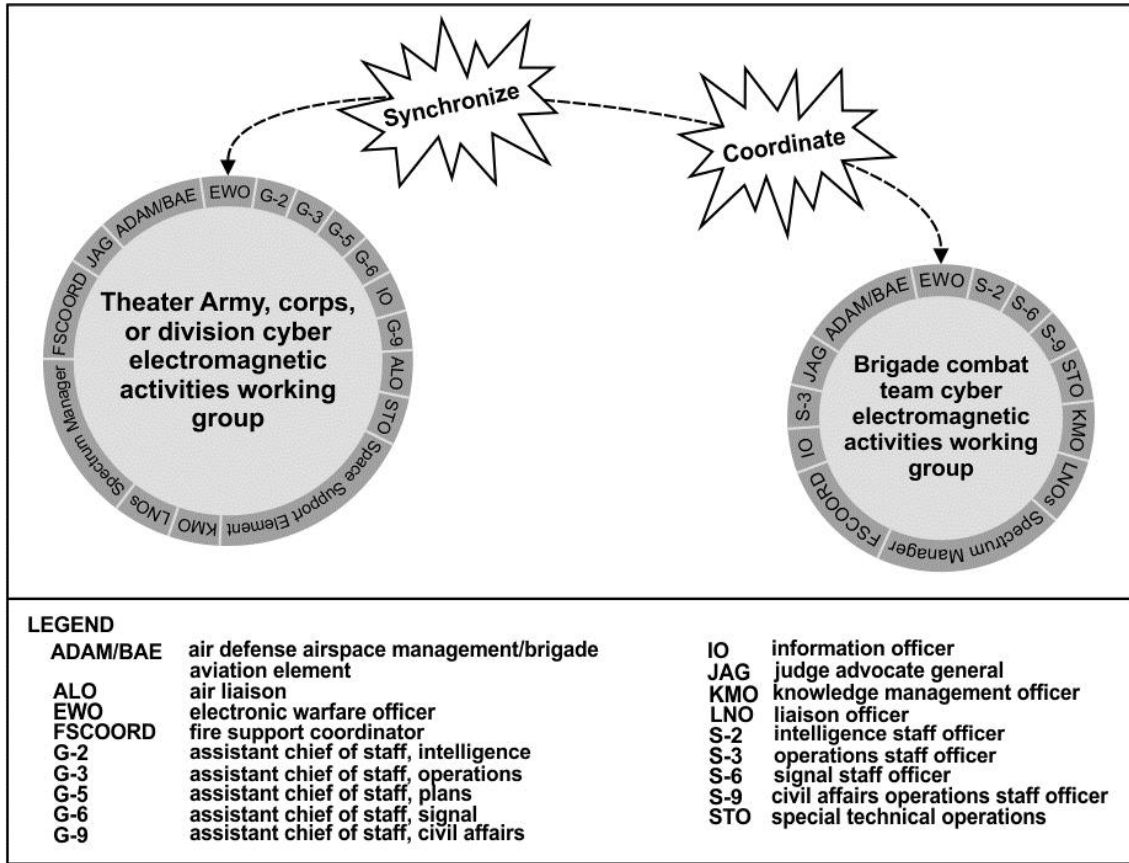 Synchronize
Coordinate
EWO
G-2
G-3
G-5
G-6
IO
G-9
ALO
STO
Space Support Element
KMO
LNOs
Spectrum Manager
FSCOORD
JAG
ADAM/BAE
Theater Army, corps,
or division cyber
electromagnetic
activities working
group
EWO
S-2
S-6
S-9
STO
KMO
LNOs
Spectrum Manager
FSCOORD
IO
S-3
JAG
ADAM/BAE
Brigade combat
team cyber
electromagnetic
activities working
group
LEGEND
ADAM/BAE air defense airspace management/brigade
aviation element
ALO air liaison
EWO electronic warfare officer
FSCOORD fire support coordinator
G-2 assistant chief of staff, intelligence
G-3 assistant chief of staff, operations
G-5 assistant chief of staff, plans
G-6 assistant chief of staff, signal
G-9 assistant chief of staff, civil affairs
IO information officer
JAG judge advocate general
KMO knowledge management officer
LNO liaison officer
S-2 intelligence staff officer
S-3 operations staff officer
S-6 signal staff officer
S-9 civil affairs operations staff officer
STO special technical operations